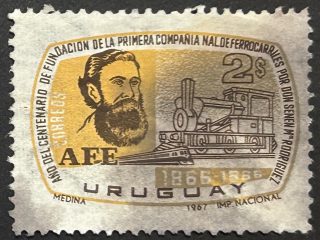 AÑO DEL CENTENARIO DE FUNDACION DE LA PRIMERA COMPAÑIA NAL. DE FERROCARRILES POR DON SENEN Mª RODRIGUEZ
2$
CORREOS
AFE
1866-1966
URUGUAY
MEDINA 1967 IMP. NACIONAL